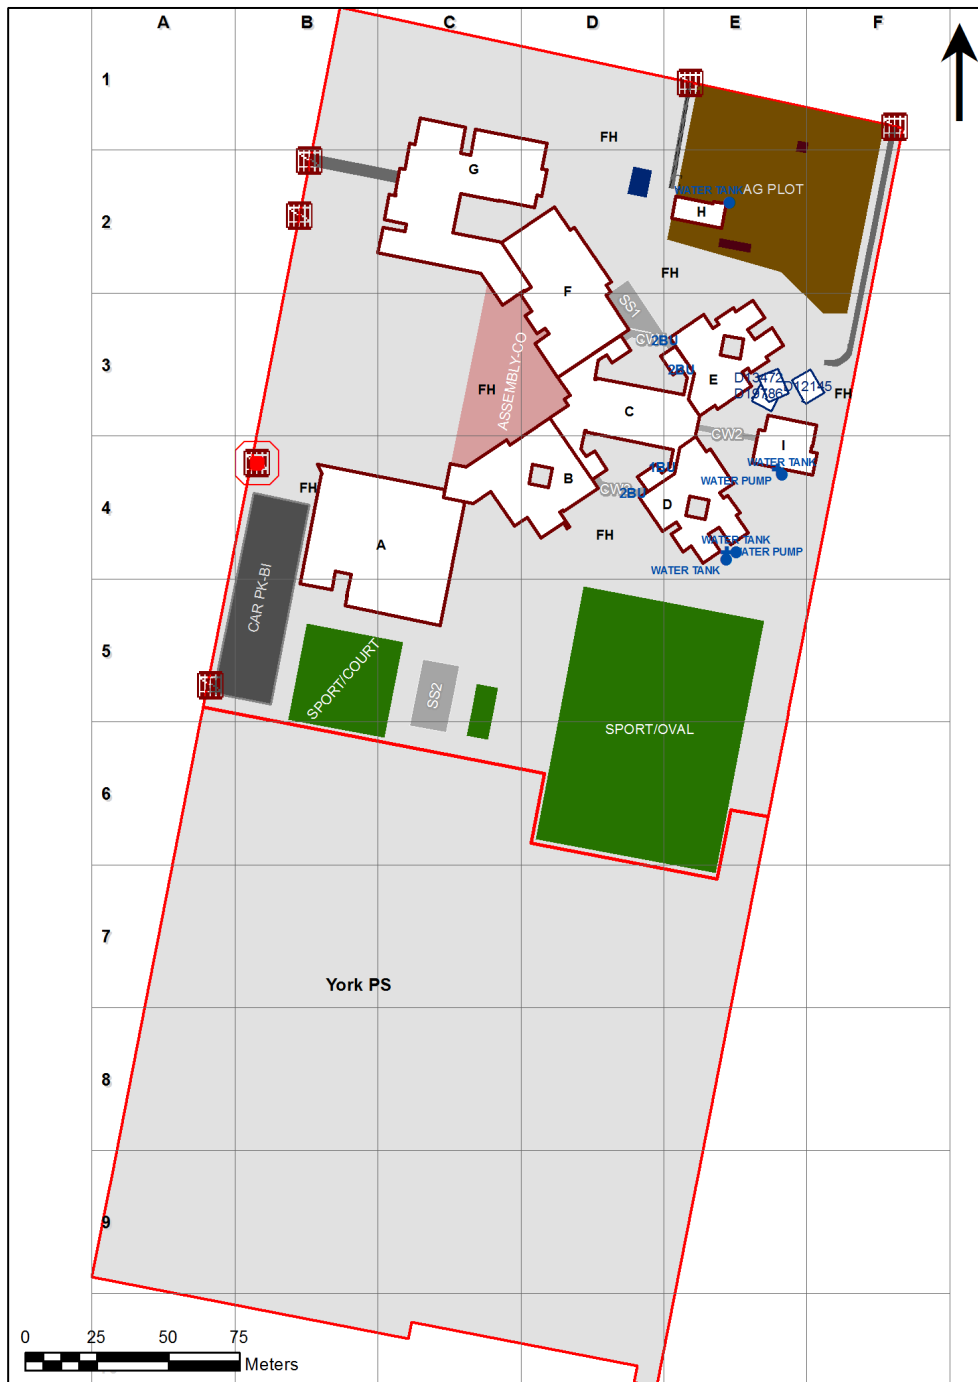 A B C D E F
1
FH
G
2
WATER TANK
AG PLOT
H
FH
F
SS1
3
2BU
2BU
E
D13472
D19786
D12145
FH
FH
ASSEMBLY-CO
C
CW2
I
WATER TANK
WATER PUMP
4
FH
B
1BU
2BU
D
FH
A
WATER TANK
WATER PUMP
WATER TANK
CAR PK-BI
5
SPORT/COURT
SS2
SPORT/OVAL
6
7
York PS
8
9
0 25 50 75
Meters